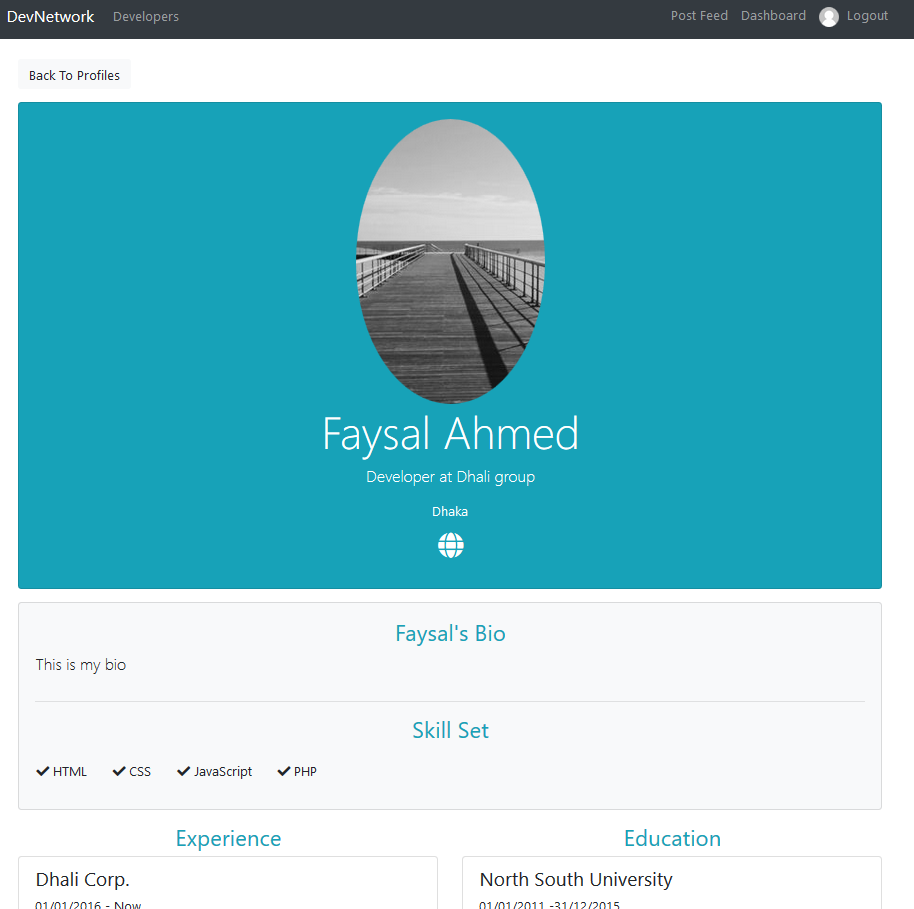 DevNetwork Developers Post Feed Dashboard Logout
Back To Profiles
Faysal Ahmed
Developer at Dhali group
Dhaka
Faysal's Bio
This is my bio
Skill Set
HTML CSS JavaScript PHP
Experience Education
Dhali Corp. North South University
01/01/2016 - Now 01/01/2011 -31/12/2015